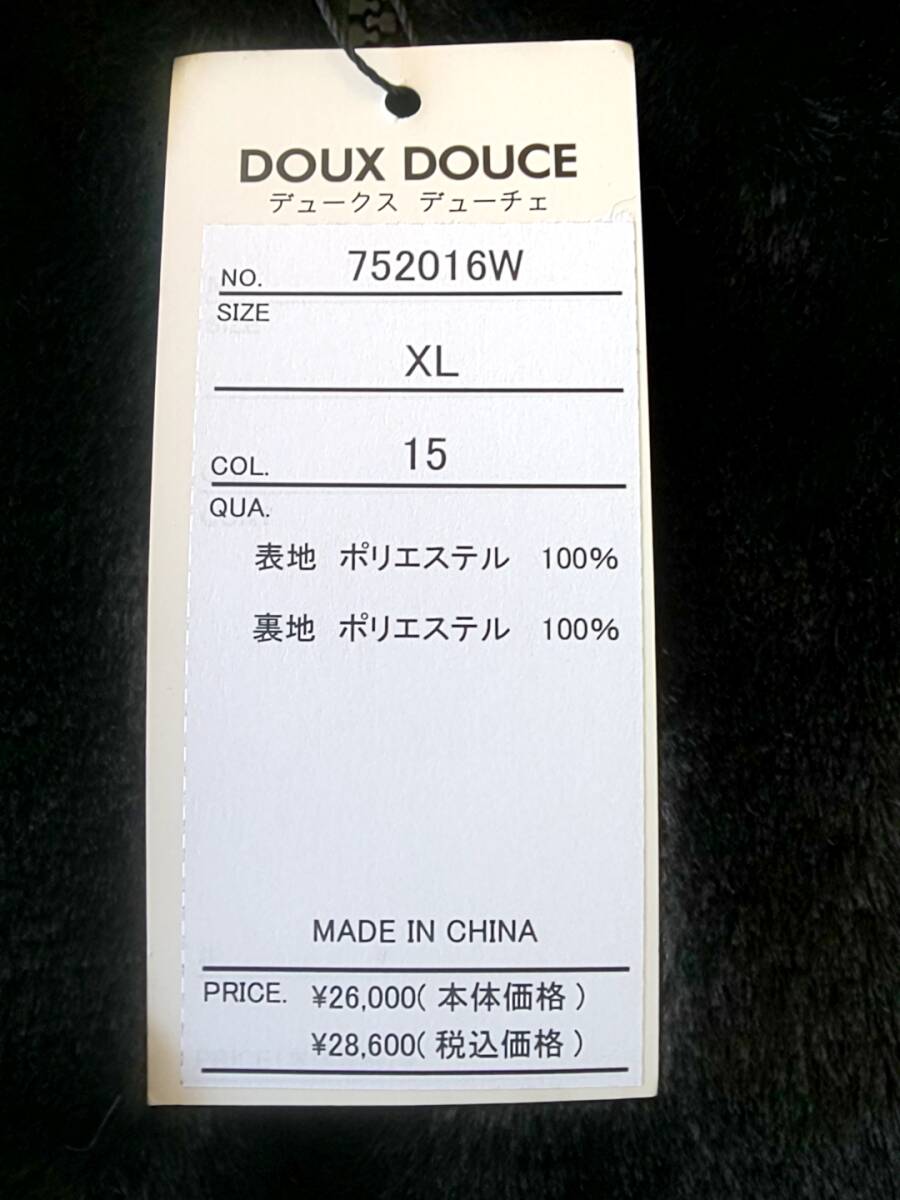 DOUX DOUCE
デュークス デューチェ
NO. 752016W
SIZE
XL
COL. 15
QUA.
表地 ポリエステル 100%
裏地 ポリエステル 100%
MADE IN CHINA
PRICE. ¥26,000( 本体価格 )
¥28,600( 税込価格 )